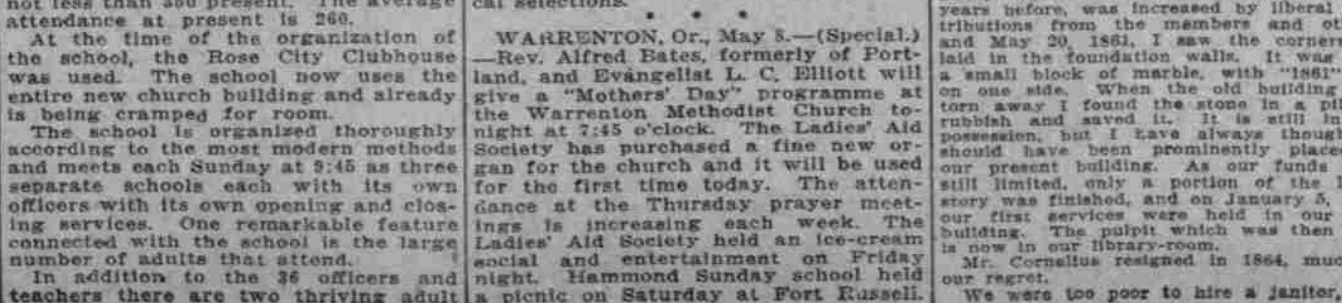 not less than 350 present. The average
attendance at present is 260.
At the time of the organization of
the school, the Rose City Clubhouse
was used. The school now uses the
entire new church building and already
is being cramped for room.
The school is organized thoroughly
according to the most modern methods
and meets each Sunday at 9:45 as three
separate schools each with its own
officers with its own opening and clos-
ing services. One remarkable feature
connected with the school is the large
number of adults that attend.
In addition to the 36 officers and
teachers there are two thriving adult
cal selections.
* * *
WARRENTON, Or., May 8.—(Special.)
—Rev. Alfred Bates, formerly of Port-
land, and Evangelist L. C. Elliott will
give a "Mothers' Day" programme at
the Warrenton Methodist Church to-
night at 7:45 o'clock. The Ladies' Aid
Society has purchased a fine new or-
gan for the church and it will be used
for the first time today. The atten-
dance at the Thursday prayer meet-
ings is increasing each week. The
Ladies' Aid Society held an ice-cream
social and entertainment on Friday
night. Hammond Sunday school held
a picnic on Saturday at Fort Russell.
years before, was increased by liberal
tributions from the members and o
and May 20, 1861, I saw the corner
laid in the foundation walls. It was
a small block of marble, with "1861"
on one side. When the old building
torn away I found the stone in a pi
rubbish and saved it. It is still in
possession, but I have always though
should have been prominently place
our present building. As our funds
still limited, only a portion of the
story was finished, and on January 5,
our first services were held in our
building. The pulpit which was then
is now in our library-room.
Mr. Cornelius resigned in 1864, muc
our regret.
We were too poor to hire a janitor